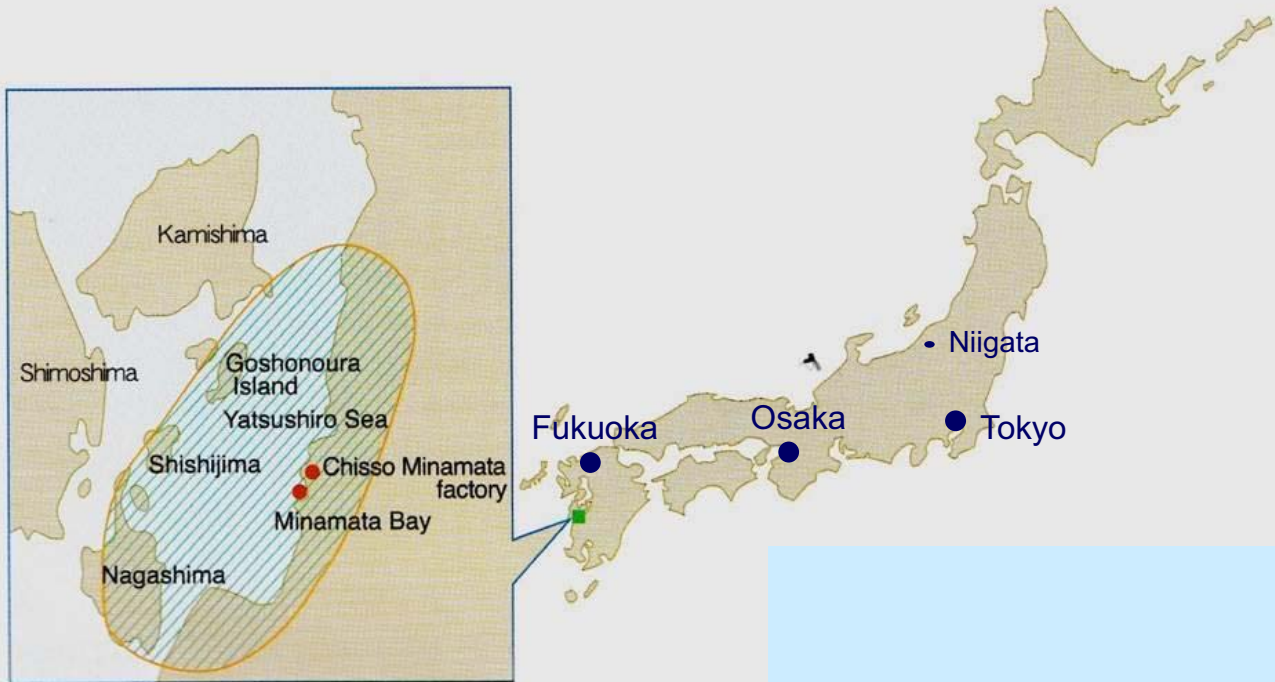 Kamishima
Shimoshima
Goshonoura
Island
Yatsushiro Sea
Shishijima
Chisso Minamata
factory
Minamata Bay
Nagashima
Niigata
Fukuoka
Osaka
Tokyo